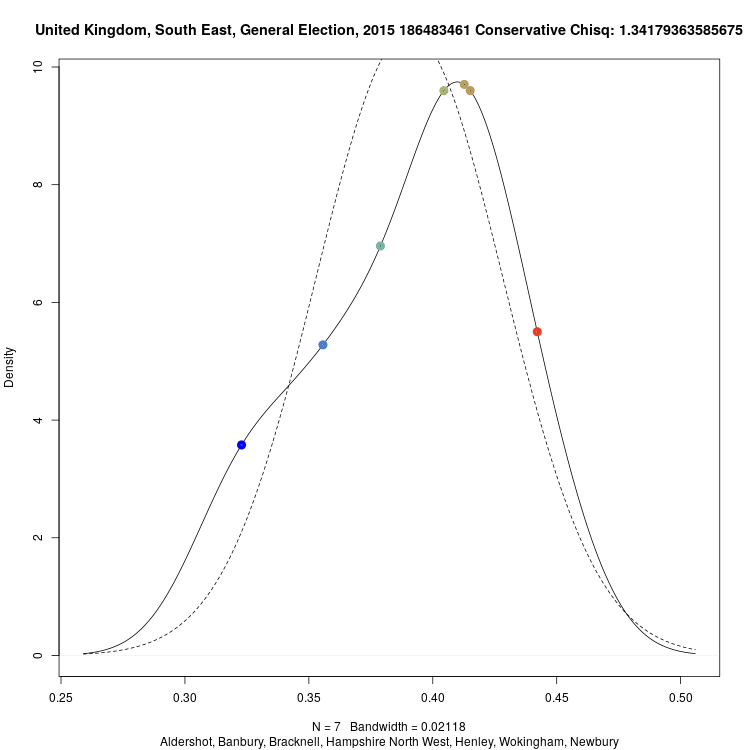 United Kingdom, South East, General Election, 2015 186483461 Conservative Chisq: 1.34179363585675
10
8
6
4
2
0
Density
0.25 0.30 0.35 0.40 0.45 0.50
N = 7 Bandwidth = 0.02118
Aldershot, Banbury, Bracknell, Hampshire North West, Henley, Wokingham, Newbury